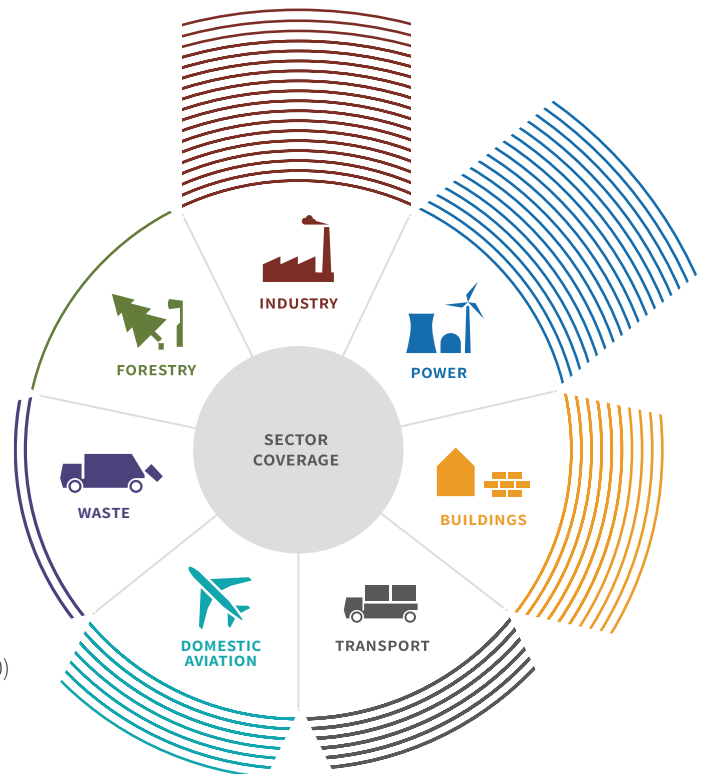 INDUSTRY
FORESTRY
POWER
SECTOR
COVERAGE
WASTE
BUILDINGS
DOMESTIC
AVIATION
TRANSPORT
)